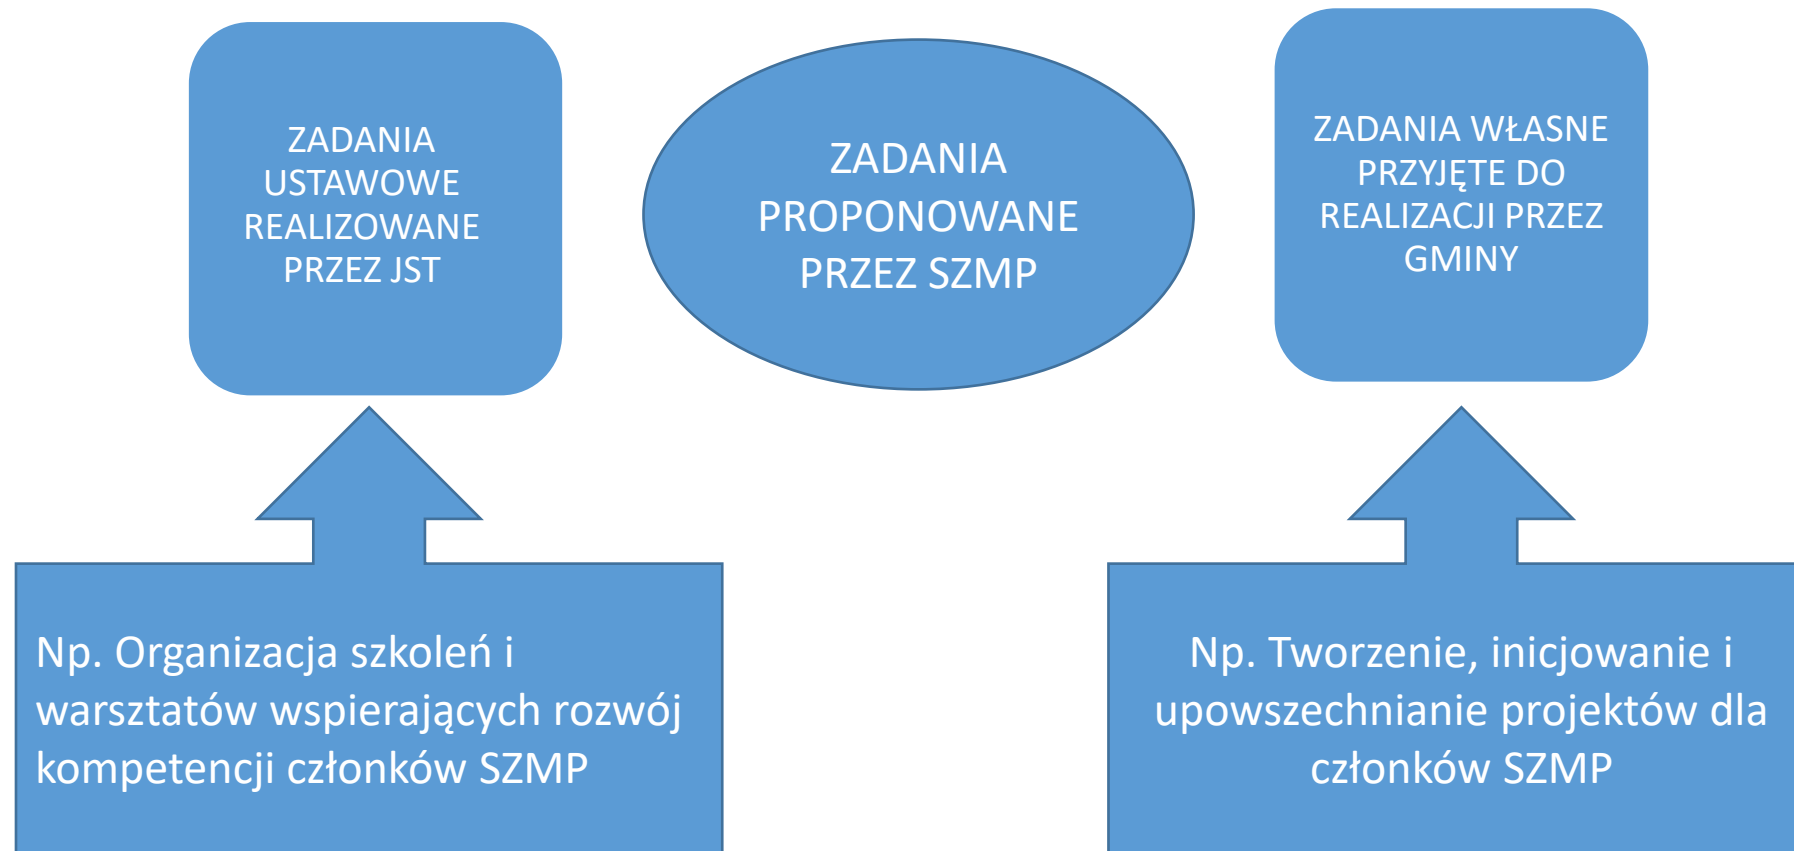 ZADANIA
USTAWOWE
REALIZOWANE
PRZEZ JST
ZADANIA
PROPONOWANE
PRZEZ SZMP
ZADANIA WŁASNE
PRZYJĘTE DO
REALIZACJI PRZEZ
GMINY
Np. Organizacja szkoleń i
warsztatów wspierających rozwój
kompetencji członków SZMP
Np. Tworzenie, inicjowanie i
upowszechnianie projektów dla
członków SZMP